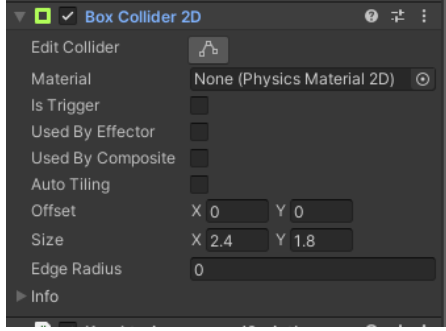 Box Collider 2D
Edit Collider
Material None (Physics Material 2D)
Is Trigger
Used By Effector
Used By Composite
Auto Tiling
Offset X 0 Y 0
Size X 2.4 Y 1.8
Edge Radius 0
Info